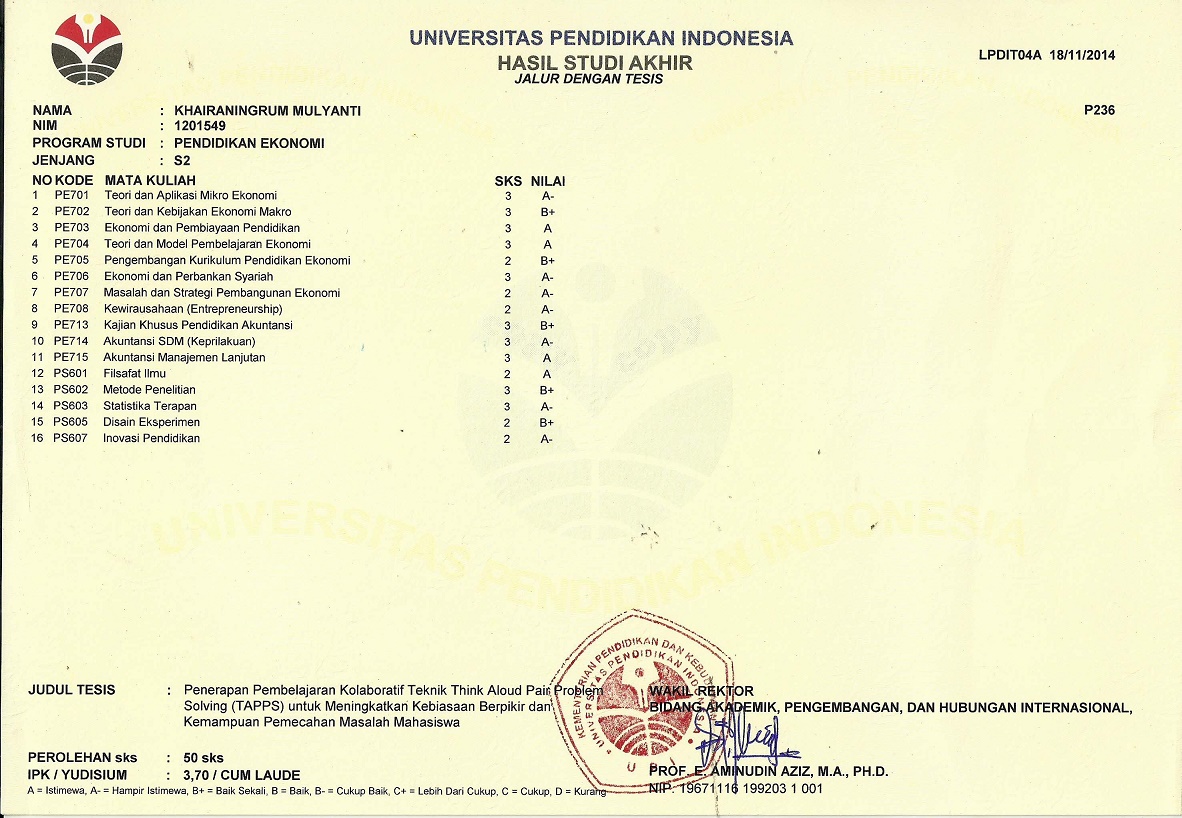 UNIVERSITAS PENDIDIKAN INDONESIA
HASIL STUDI AKHIR
JALUR DENGAN TESIS
LPDIT04A 18/11/2014
P236
NAMA : KHAIRANINGRUM MULYANTI
NIM : 1201549
PROGRAM STUDI : PENDIDIKAN EKONOMI
JENJANG : S2
NO KODE MATA KULIAH SKS NILAI
1 PE701 Teori dan Aplikasi Mikro Ekonomi 3 A-
2 PE702 Teori dan Kebijakan Ekonomi Makro 3 B+
3 PE703 Ekonomi dan Pembiayaan Pendidikan 3 A
4 PE704 Teori dan Model Pembelajaran Ekonomi 3 A
5 PE705 Pengembangan Kurikulum Pendidikan Ekonomi 2 B+
6 PE706 Ekonomi dan Perbankan Syariah 3 A-
7 PE707 Masalah dan Strategi Pembangunan Ekonomi 2 A-
8 PE708 Kewirausahaan (Entrepreneurship) 2 A-
9 PE713 Kajian Khusus Pendidikan Akuntansi 3 B+
10 PE714 Akuntansi SDM (Keprilakuan) 3 A-
11 PE715 Akuntansi Manajemen Lanjutan 3 A
12 PS601 Filsafat Ilmu 2 A
13 PS602 Metode Penelitian 3 B+
14 PS603 Statistika Terapan 3 A-
15 PS605 Disain Eksperimen 2 B+
16 PS607 Inovasi Pendidikan 2 A-
UNIVERSITAS PENDIDIKAN INDONESIA
JUDUL TESIS : Penerapan Pembelajaran Kolaboratif Teknik Think Aloud Pair Problem
Solving (TAPPS) untuk Meningkatkan Kebiasaan Berpikir dan
Kemampuan Pemecahan Masalah Mahasiswa
PEROLEHAN sks : 50 sks
IPK / YUDISIUM : 3,70 / CUM LAUDE
A = Istimewa, A- = Hampir Istimewa, B+ = Baik Sekali, B = Baik, B- = Cukup Baik, C+ = Lebih Dari Cukup, C = Cukup, D = Kurang
KEMENTERIAN PENDIDIKAN DAN KEBUDAYAAN
UNIVERSITAS PENDIDIKAN INDONESIA
U P I
WAKIL REKTOR
BIDANG AKADEMIK, PENGEMBANGAN, DAN HUBUNGAN INTERNASIONAL,
PROF. E. AMINUDIN AZIZ, M.A., PH.D.
NIP. 19671116 199203 1 001